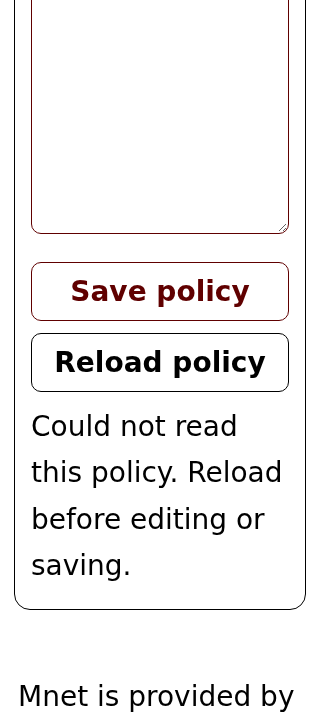 Save policy
Reload policy
Could not read
this policy. Reload
before editing or
saving.
Mnet is provided by